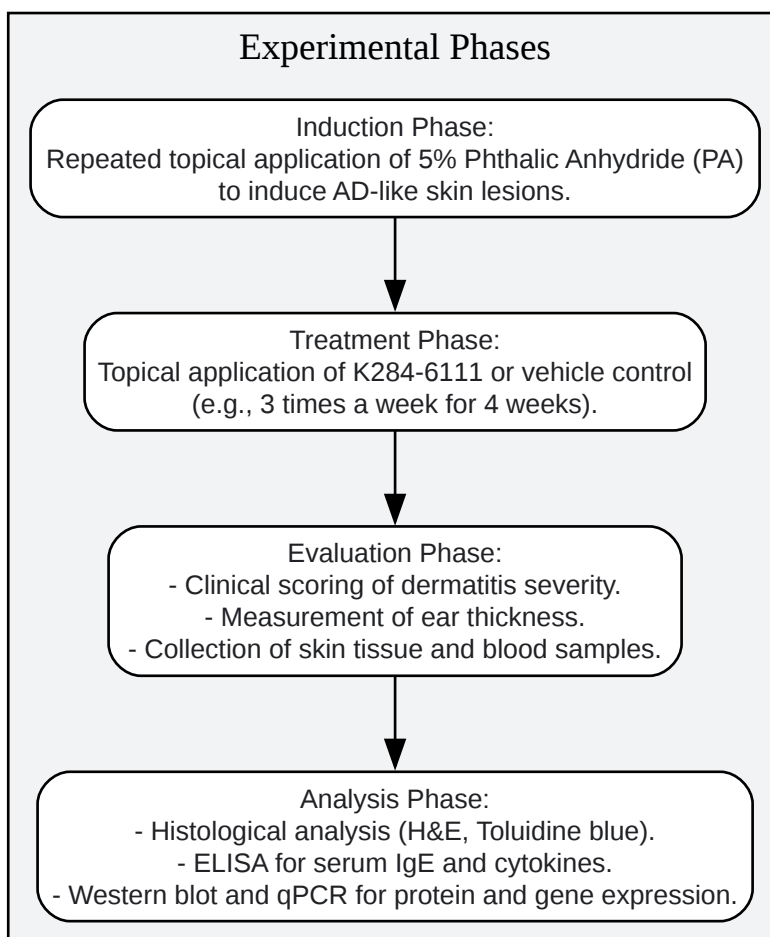 Experimental Phases
Induction Phase:
Repeated topical application of 5% Phthalic Anhydride (PA)
to induce AD-like skin lesions.
Treatment Phase:
Topical application of K284-6111 or vehicle control
(e.g., 3 times a week for 4 weeks).
Evaluation Phase:
- Clinical scoring of dermatitis severity.
- Measurement of ear thickness.
- Collection of skin tissue and blood samples.
Analysis Phase:
- Histological analysis (H&E, Toluidine blue).
- ELISA for serum IgE and cytokines.
- Western blot and qPCR for protein and gene expression.